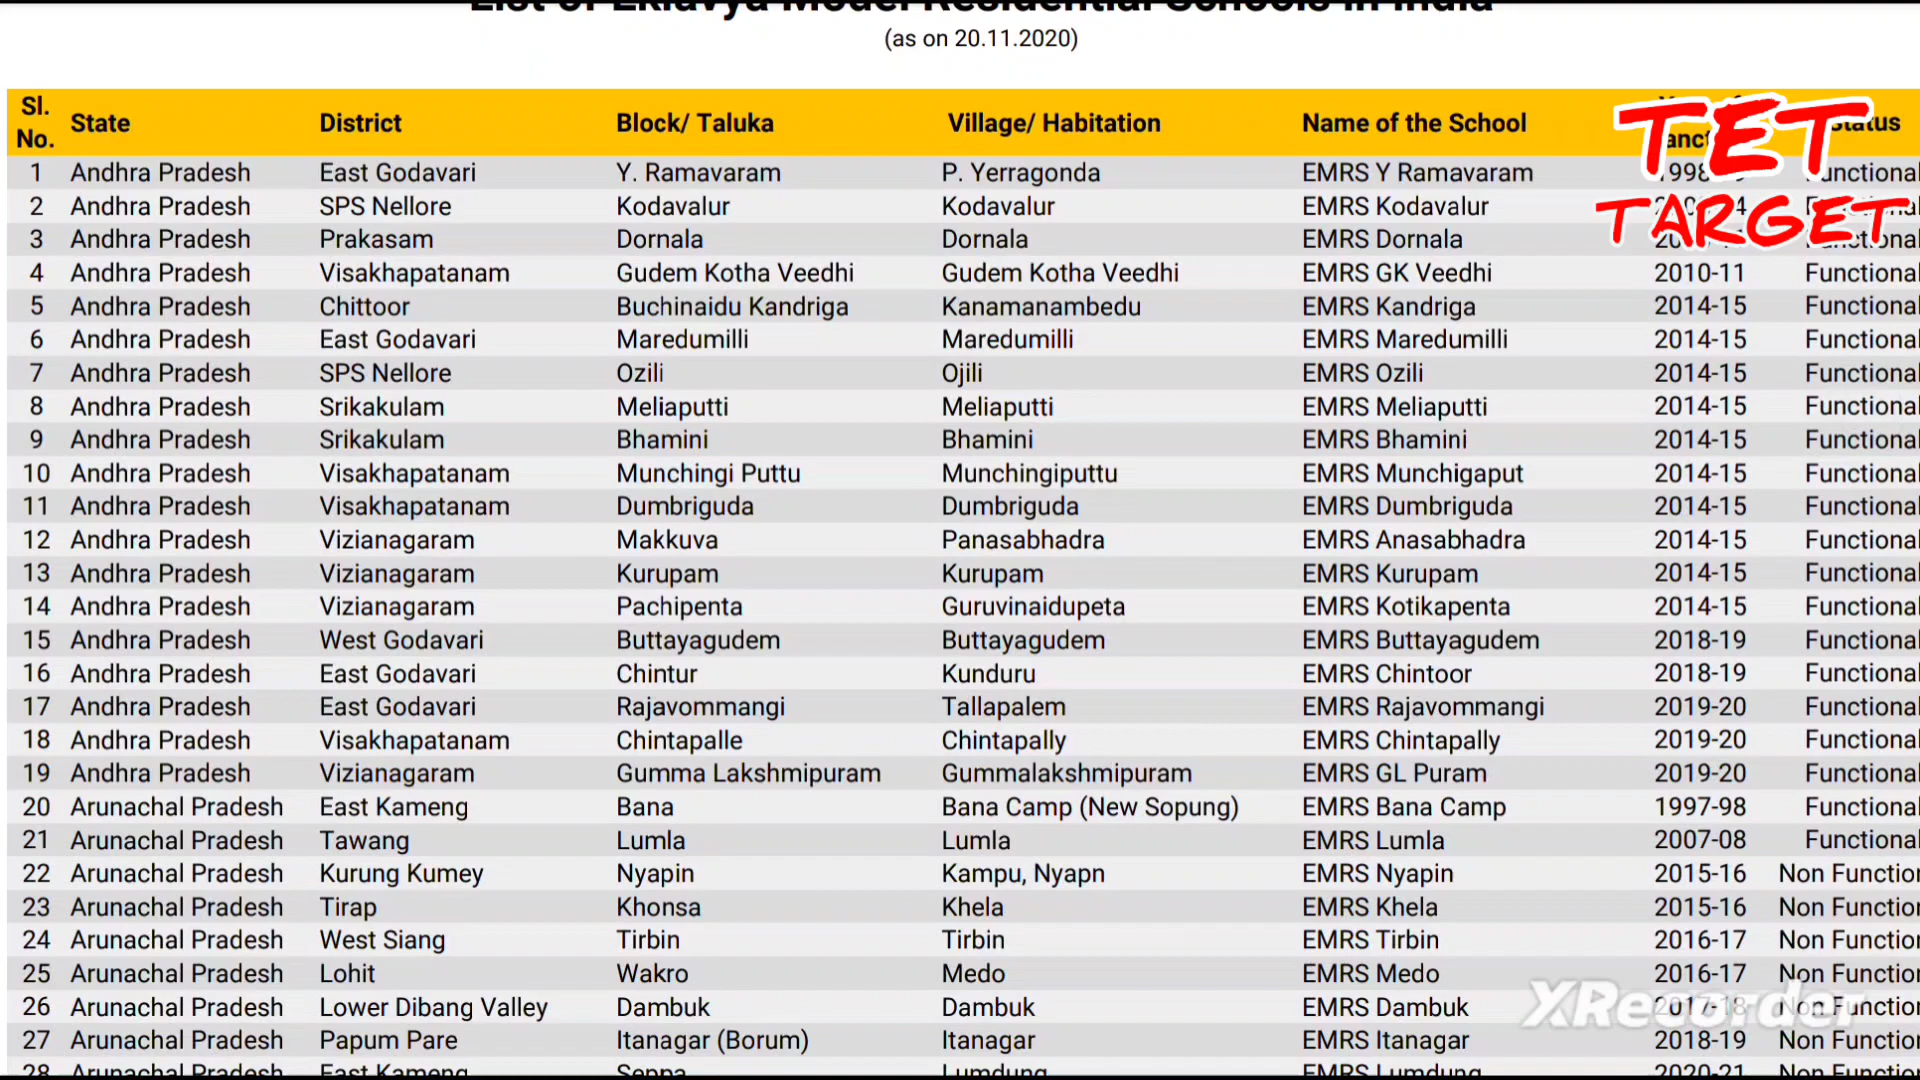 List of Eklavya Model Residential Schools in India
(as on 20.11.2020)
Sl. No. State District Block/ Taluka Village/ Habitation Name of the School Status
TET
TARGET
1 Andhra Pradesh East Godavari Y. Ramavaram P. Yerragonda EMRS Y Ramavaram Functional
2 Andhra Pradesh SPS Nellore Kodavalur Kodavalur EMRS Kodavalur
3 Andhra Pradesh Prakasam Dornala Dornala EMRS Dornala
4 Andhra Pradesh Visakhapatanam Gudem Kotha Veedhi Gudem Kotha Veedhi EMRS GK Veedhi 2010-11 Functional
5 Andhra Pradesh Chittoor Buchinaidu Kandriga Kanamanambedu EMRS Kandriga 2014-15 Functional
6 Andhra Pradesh East Godavari Maredumilli Maredumilli EMRS Maredumilli 2014-15 Functional
7 Andhra Pradesh SPS Nellore Ozili Ojili EMRS Ozili 2014-15 Functional
8 Andhra Pradesh Srikakulam Meliaputti Meliaputti EMRS Meliaputti 2014-15 Functional
9 Andhra Pradesh Srikakulam Bhamini Bhamini EMRS Bhamini 2014-15 Functional
10 Andhra Pradesh Visakhapatanam Munchingi Puttu Munchingiputtu EMRS Munchigaput 2014-15 Functional
11 Andhra Pradesh Visakhapatanam Dumbriguda Dumbriguda EMRS Dumbriguda 2014-15 Functional
12 Andhra Pradesh Vizianagaram Makkuva Panasabhadra EMRS Anasabhadra 2014-15 Functional
13 Andhra Pradesh Vizianagaram Kurupam Kurupam EMRS Kurupam 2014-15 Functional
14 Andhra Pradesh Vizianagaram Pachipenta Guruvinaidupeta EMRS Kotikapenta 2014-15 Functional
15 Andhra Pradesh West Godavari Buttayagudem Buttayagudem EMRS Buttayagudem 2018-19 Functional
16 Andhra Pradesh East Godavari Chintur Kunduru EMRS Chintoor 2018-19 Functional
17 Andhra Pradesh East Godavari Rajavommangi Tallapalem EMRS Rajavommangi 2019-20 Functional
18 Andhra Pradesh Visakhapatanam Chintapalle Chintapally EMRS Chintapally 2019-20 Functional
19 Andhra Pradesh Vizianagaram Gumma Lakshmipuram Gummalakshmipuram EMRS GL Puram 2019-20 Functional
20 Arunachal Pradesh East Kameng Bana Bana Camp (New Sopung) EMRS Bana Camp 1997-98 Functional
21 Arunachal Pradesh Tawang Lumla Lumla EMRS Lumla 2007-08 Functional
22 Arunachal Pradesh Kurung Kumey Nyapin Kampu, Nyapn EMRS Nyapin 2015-16 Non Function
23 Arunachal Pradesh Tirap Khonsa Khela EMRS Khela 2015-16 Non Function
24 Arunachal Pradesh West Siang Tirbin Tirbin EMRS Tirbin 2016-17 Non Function
25 Arunachal Pradesh Lohit Wakro Medo EMRS Medo 2016-17 Non Function
26 Arunachal Pradesh Lower Dibang Valley Dambuk Dambuk EMRS Dambuk 2017-18 Non Function
XRecorder
27 Arunachal Pradesh Papum Pare Itanagar (Borum) Itanagar EMRS Itanagar 2018-19 Non Function
28 Arunachal Pradesh East Kameng Seppa Lumdung EMRS Lumdung 2020-21 Non Function